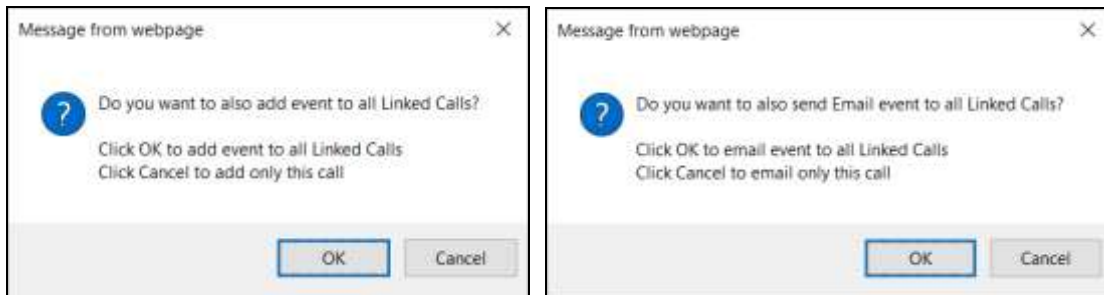 Message from webpage
Do you want to also add event to all Linked Calls?
Click OK to add event to all Linked Calls
Click Cancel to add only this call
OK
Cancel
Message from webpage
Do you want to also send Email event to all Linked Calls?
Click OK to email event to all Linked Calls
Click Cancel to email only this call
OK
Cancel